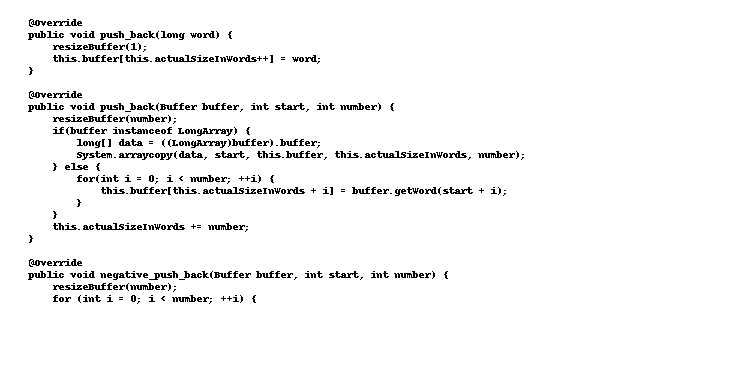 @Override
public void push_back(long word) {
    resizeBuffer(1);
    this.buffer[this.actualSizeInWords++] = word;
}

@Override
public void push_back(Buffer buffer, int start, int number) {
    resizeBuffer(number);
    if(buffer instanceof LongArray) {
        long[] data = ((LongArray)buffer).buffer;
        System.arraycopy(data, start, this.buffer, this.actualSizeInWords, number);
    } else {
        for(int i = 0; i < number; ++i) {
            this.buffer[this.actualSizeInWords + i] = buffer.getWord(start + i);
        }
    }
    this.actualSizeInWords += number;
}

@Override
public void negative_push_back(Buffer buffer, int start, int number) {
    resizeBuffer(number);
    for (int i = 0; i < number; ++i) {